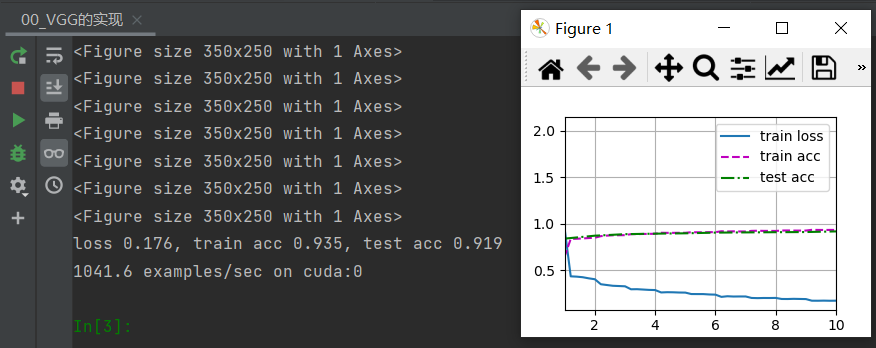 00_VGG的实现
<Figure size 350x250 with 1 Axes>
<Figure size 350x250 with 1 Axes>
<Figure size 350x250 with 1 Axes>
<Figure size 350x250 with 1 Axes>
<Figure size 350x250 with 1 Axes>
<Figure size 350x250 with 1 Axes>
<Figure size 350x250 with 1 Axes>
loss 0.176, train acc 0.935, test acc 0.919
1041.6 examples/sec on cuda:0
In[3]:
Figure 1
»
2.0
1.5
1.0
0.5
train loss
train acc
test acc
2 4 6 8 10